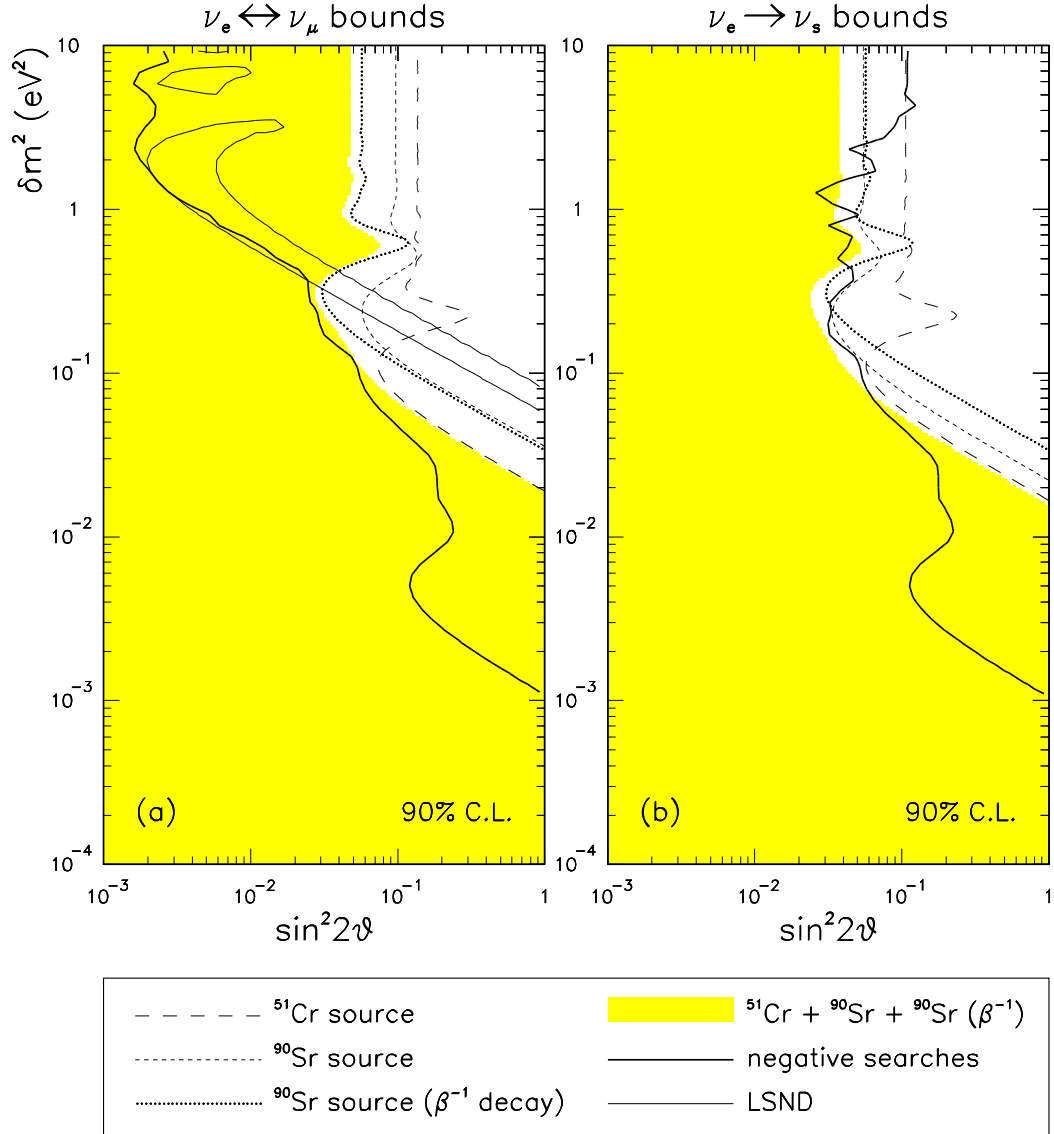 νₑ ↔ ν_μ bounds
νₑ → νₛ bounds
δm² (eV²)
10
1
10⁻¹
10⁻²
10⁻³
10⁻⁴
10
1
10⁻¹
10⁻²
10⁻³
10⁻⁴
(a)
90% C.L.
(b)
90% C.L.
10⁻³ 10⁻² 10⁻¹ 1
10⁻³ 10⁻² 10⁻¹ 1
sin²2ϑ
sin²2ϑ
⁵¹Cr source
⁹⁰Sr source
⁹⁰Sr source (β⁻¹ decay)
⁵¹Cr + ⁹⁰Sr + ⁹⁰Sr (β⁻¹)
negative searches
LSND